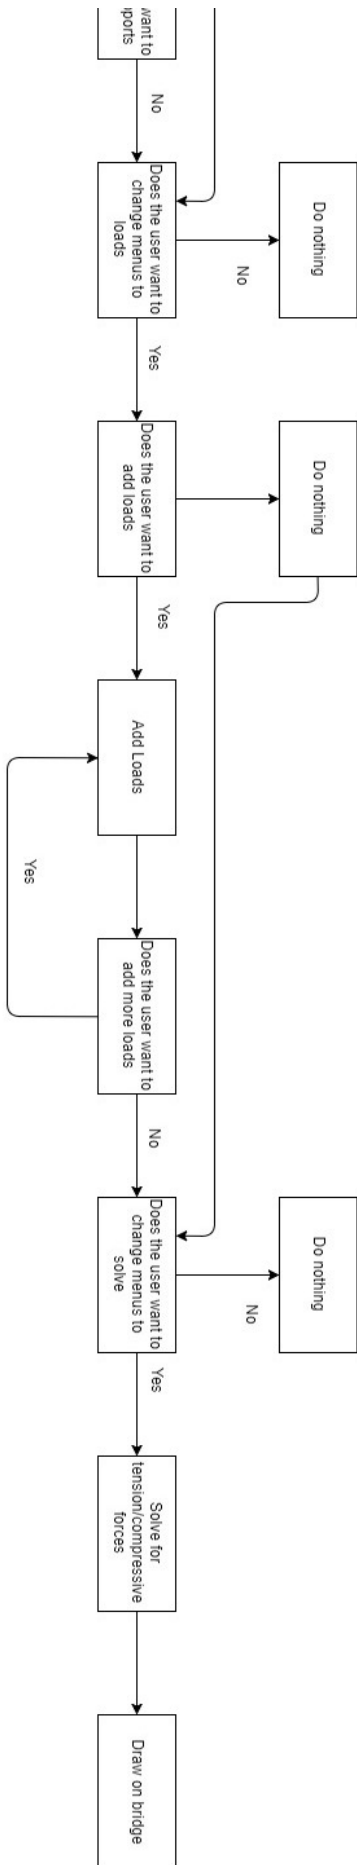 want to
ports
No
Does the user want to
change menus to
loads
No
Do nothing
Yes
Does the user want to
add loads
Do nothing
Yes
Add Loads
Yes
Does the user want to
add more loads
No
Does the user want to
change menus to
solve
No
Do nothing
Yes
Solve for
tension/compressive
forces
Draw on bridge